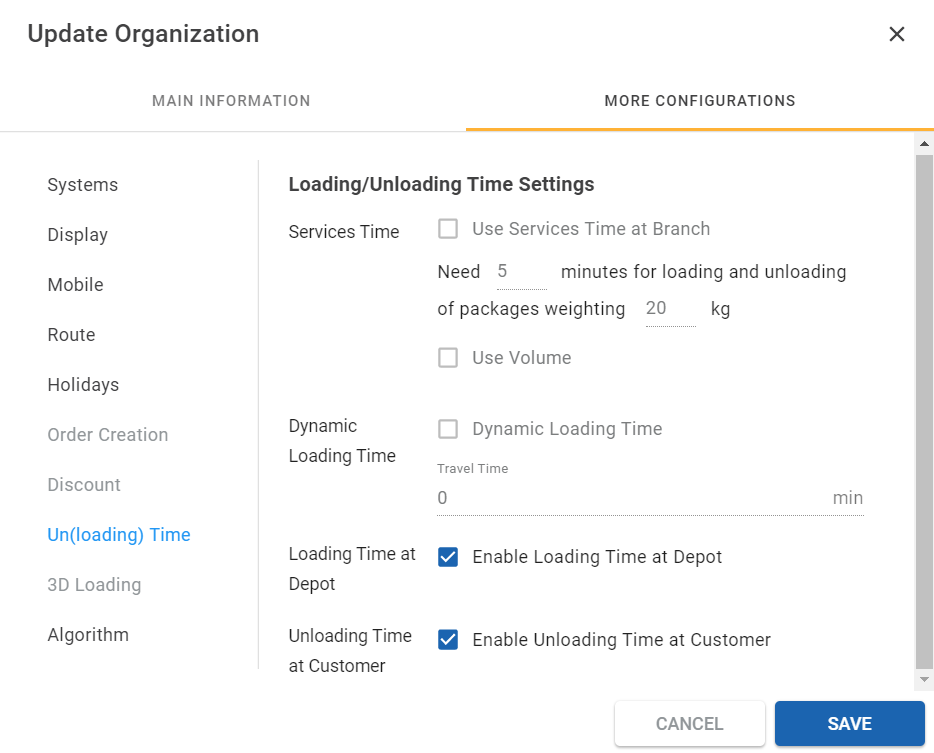 Update Organization
MAIN INFORMATION
MORE CONFIGURATIONS
Systems
Display
Mobile
Route
Holidays
Order Creation
Discount
Un(loading) Time
3D Loading
Algorithm
Loading/Unloading Time Settings
Services Time
Use Services Time at Branch
Need 5 minutes for loading and unloading
of packages weighting 20 kg
Use Volume
Dynamic
Loading Time
Dynamic Loading Time
Travel Time
0 min
Loading Time at
Depot
Enable Loading Time at Depot
Unloading Time
at Customer
Enable Unloading Time at Customer
CANCEL
SAVE